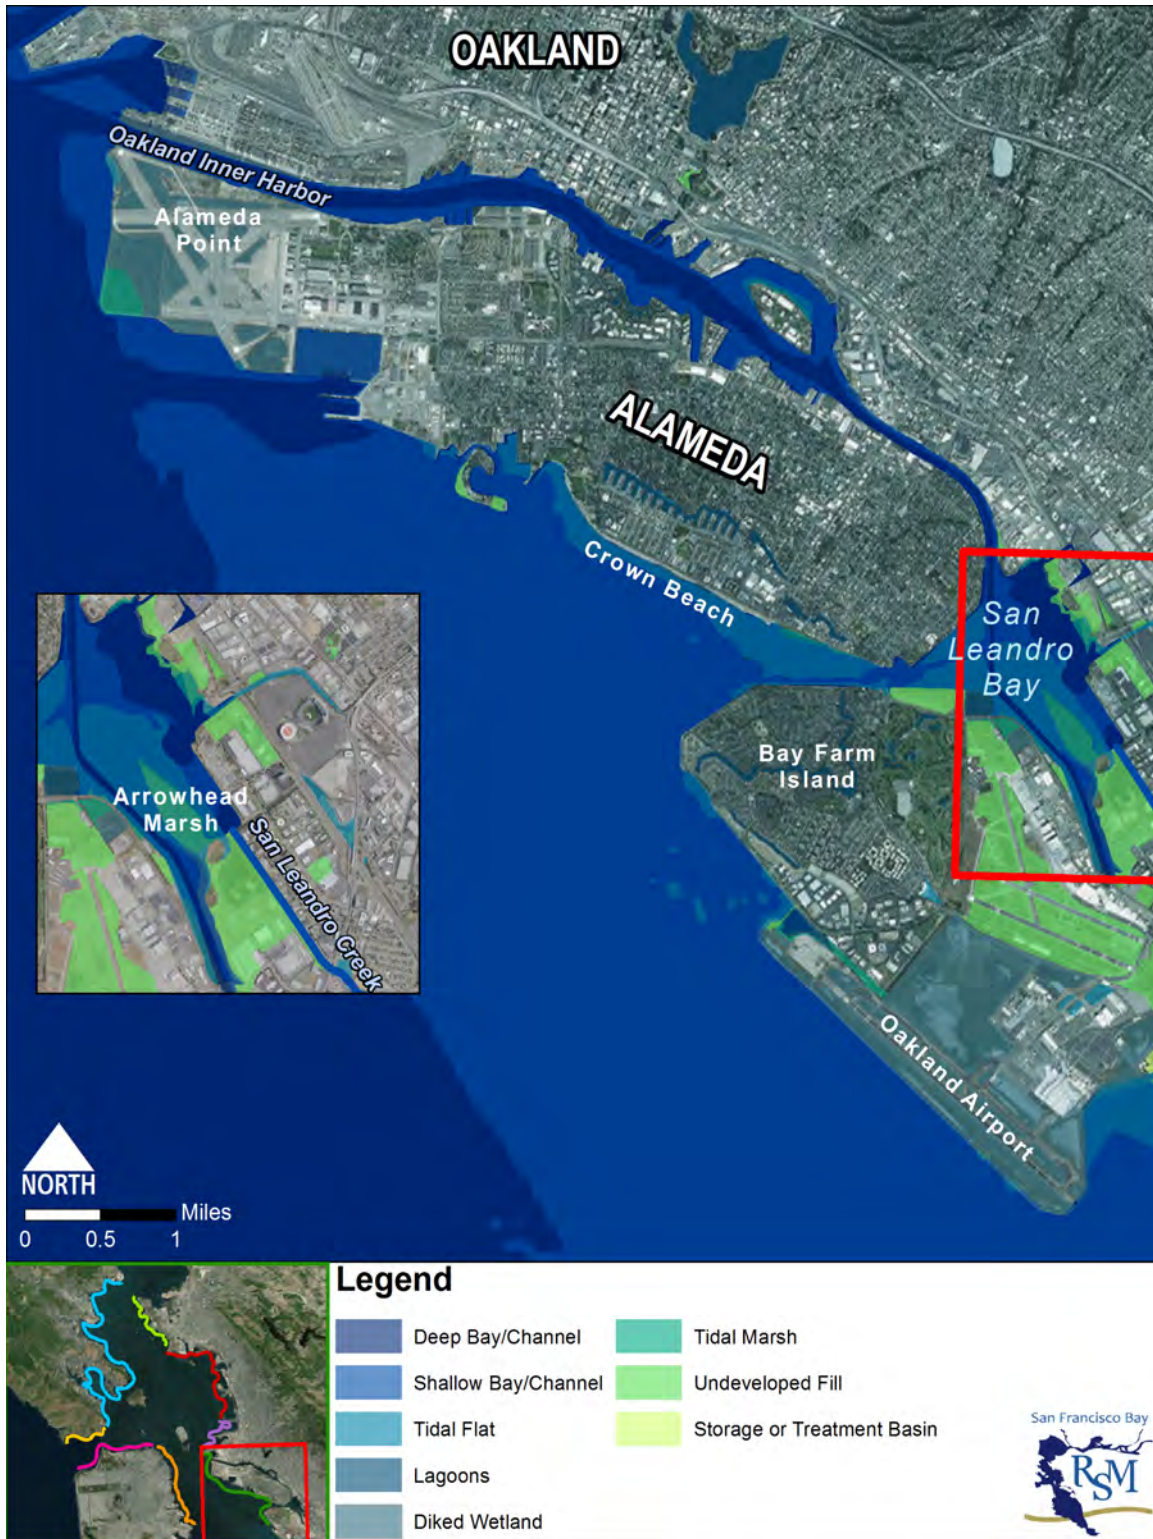 OAKLAND
Oakland Inner Harbor
Alameda
Point
ALAMEDA
Crown Beach
San
Leandro
Bay
Bay Farm
Island
Arrowhead
Marsh
San Leandro Creek
Oakland Airport
NORTH
Miles
0 0.5 1
Legend
Deep Bay/Channel
Shallow Bay/Channel
Tidal Flat
Lagoons
Diked Wetland
Tidal Marsh
Undeveloped Fill
Storage or Treatment Basin
San Francisco Bay
RSM